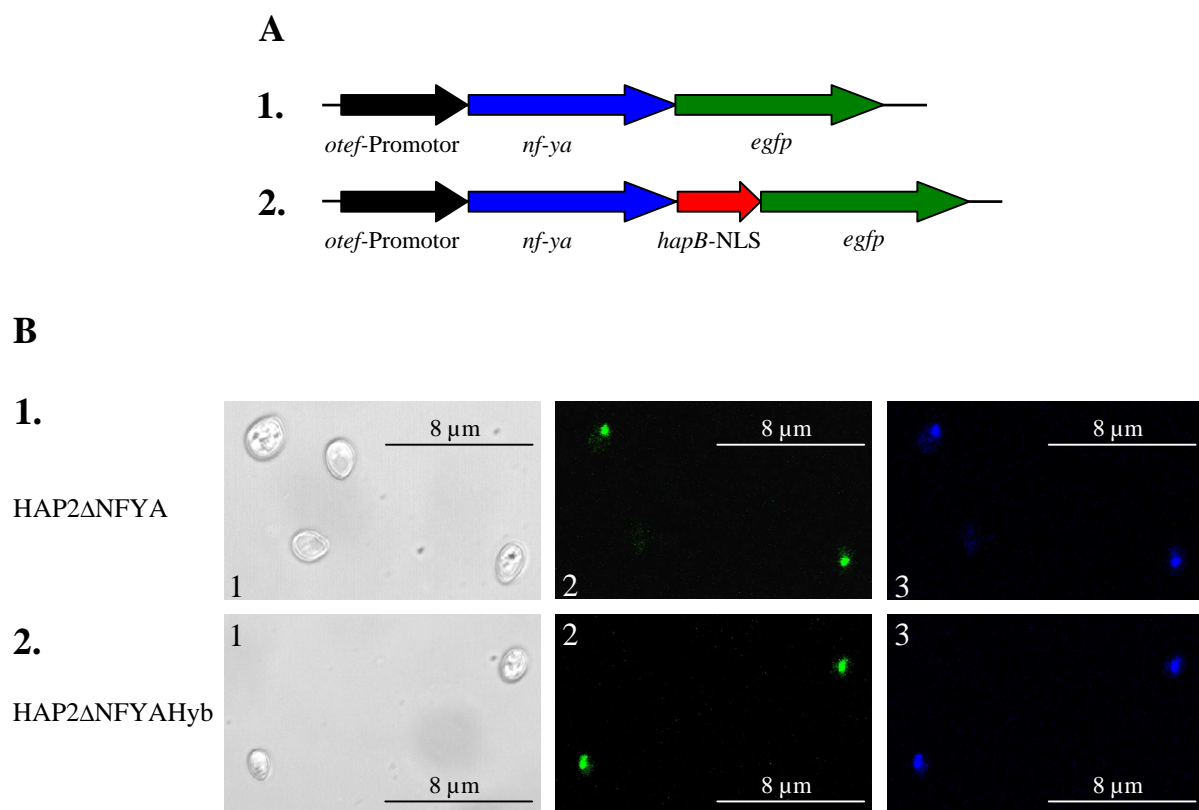 A
1.
otef-Promotor nf-ya egfp
2.
otef-Promotor nf-ya hapB-NLS egfp
B
1.
HAP2ΔNFYA
8 µm 8 µm 8 µm
1 2 3
2.
HAP2ΔNFYAHyb
1 2 3
8 µm 8 µm 8 µm